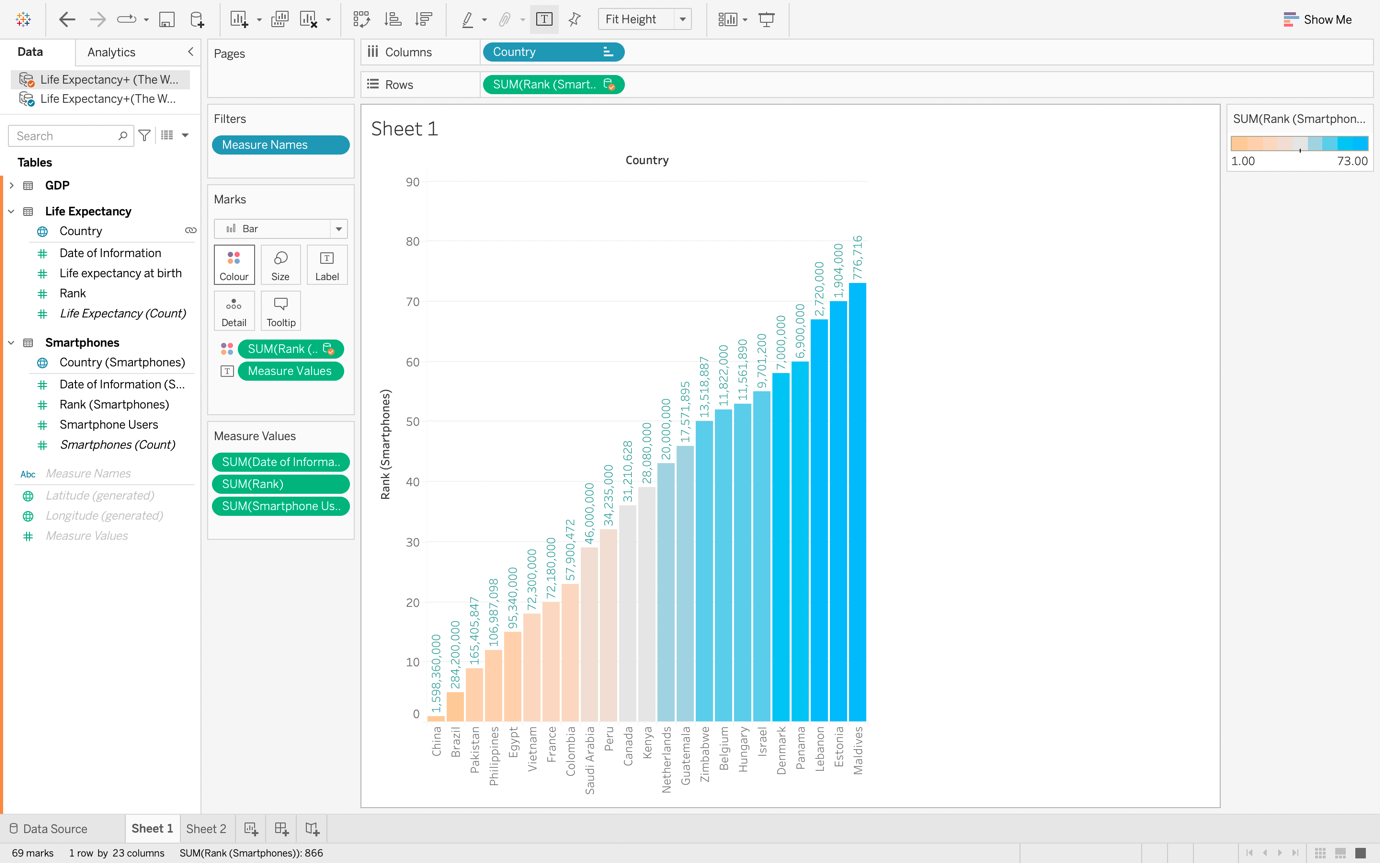 Fit Height
Show Me
Data
Analytics
Life Expectancy+ (The W...
Life Expectancy+(The W...
Search
Tables
GDP
Life Expectancy
Country
Date of Information
Life expectancy at birth
Rank
Life Expectancy (Count)
Smartphones
Country (Smartphones)
Date of Information (S...
Rank (Smartphones)
Smartphone Users
Smartphones (Count)
Abc Measure Names
Latitude (generated)
Longitude (generated)
Measure Values
Pages
Filters
Measure Names
Marks
Bar
Colour
Size
T
Label
Detail
Tooltip
SUM(Rank (..
T Measure Values
Measure Values
SUM(Date of Informa..
SUM(Rank)
SUM(Smartphone Us..
Columns
Country
Rows
SUM(Rank (Smart..
Sheet 1
Country
Rank (Smartphones)
90
80
70
60
50
40
30
20
10
0
1,598,360,000
284,200,000
165,405,847
106,987,098
95,340,000
72,300,000
72,180,000
57,900,472
46,000,000
34,235,000
31,210,628
28,080,000
20,000,000
17,571,895
13,518,887
11,822,000
11,561,890
9,701,200
7,000,000
6,900,000
2,720,000
1,904,000
776,716
China
Brazil
Pakistan
Philippines
Egypt
Vietnam
France
Colombia
Saudi Arabia
Peru
Canada
Kenya
Netherlands
Guatemala
Zimbabwe
Belgium
Hungary
Israel
Denmark
Panama
Lebanon
Estonia
Maldives
SUM(Rank (Smartphon...
1.00 73.00
Data Source
Sheet 1
Sheet 2
69 marks 1 row by 23 columns SUM(Rank (Smartphones)): 866